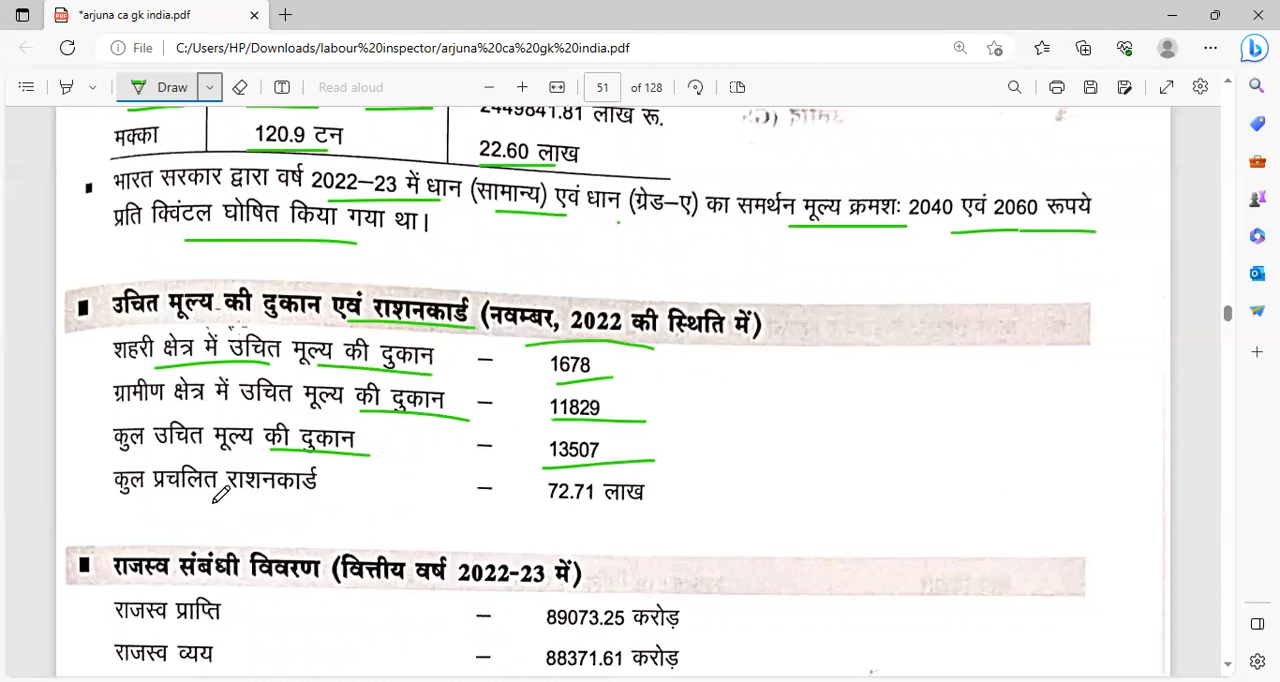 *arjuna ca gk india.pdf
File C:/Users/HP/Downloads/labour%20inspector/arjuna%20ca%20gk%20india.pdf
Draw Read aloud 51 of 128
2449841.81 लाख रू.
मक्का 120.9 टन 22.60 लाख
▪ भारत सरकार द्वारा वर्ष 2022–23 में धान (सामान्य) एवं धान (ग्रेड–ए) का समर्थन मूल्य क्रमशः 2040 एवं 2060 रूपये
प्रति क्विंटल घोषित किया गया था।
■ उचित मूल्य की दुकान एवं राशनकार्ड (नवम्बर, 2022 की स्थिति में)
शहरी क्षेत्र में उचित मूल्य की दुकान – 1678
ग्रामीण क्षेत्र में उचित मूल्य की दुकान – 11829
कुल उचित मूल्य की दुकान – 13507
कुल प्रचलित राशनकार्ड – 72.71 लाख
■ राजस्व संबंधी विवरण (वित्तीय वर्ष 2022-23 में)
राजस्व प्राप्ति – 89073.25 करोड़
राजस्व व्यय – 88371.61 करोड़